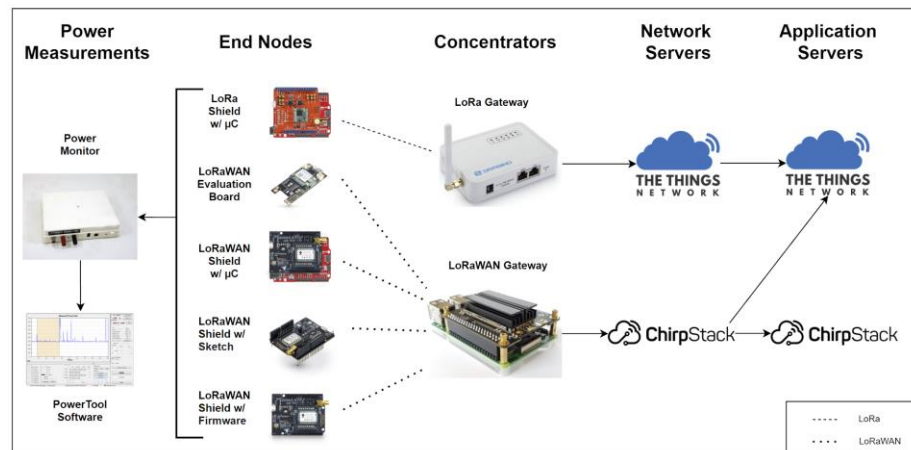 Power
Measurements
End Nodes
Concentrators
Network
Servers
Application
Servers
Power
Monitor
PowerTool
Software
LoRa
Shield
w/ µC
LoRaWAN
Evaluation
Board
LoRaWAN
Shield
w/ µC
LoRaWAN
Shield w/
Sketch
LoRaWAN
Shield w/
Firmware
LoRa Gateway
LoRaWAN Gateway
THE THINGS
NETWORK
THE THINGS
NETWORK
ChirpStack
ChirpStack
LoRa
LoRaWAN